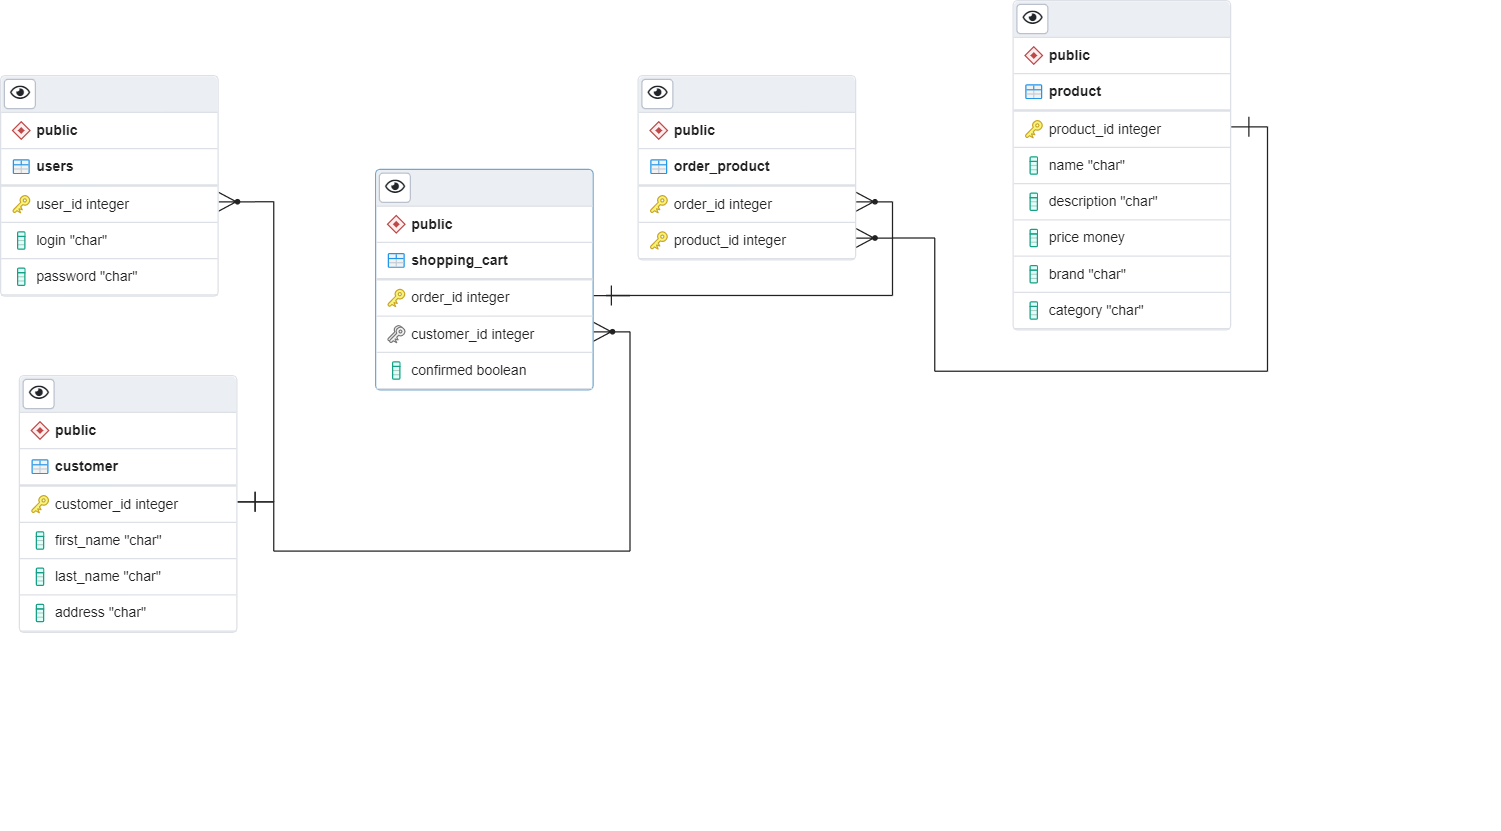 public
users
user_id integer
login "char"
password "char"
public
customer
customer_id integer
first_name "char"
last_name "char"
address "char"
public
shopping_cart
order_id integer
customer_id integer
confirmed boolean
public
order_product
order_id integer
product_id integer
public
product
product_id integer
name "char"
description "char"
price money
brand "char"
category "char"